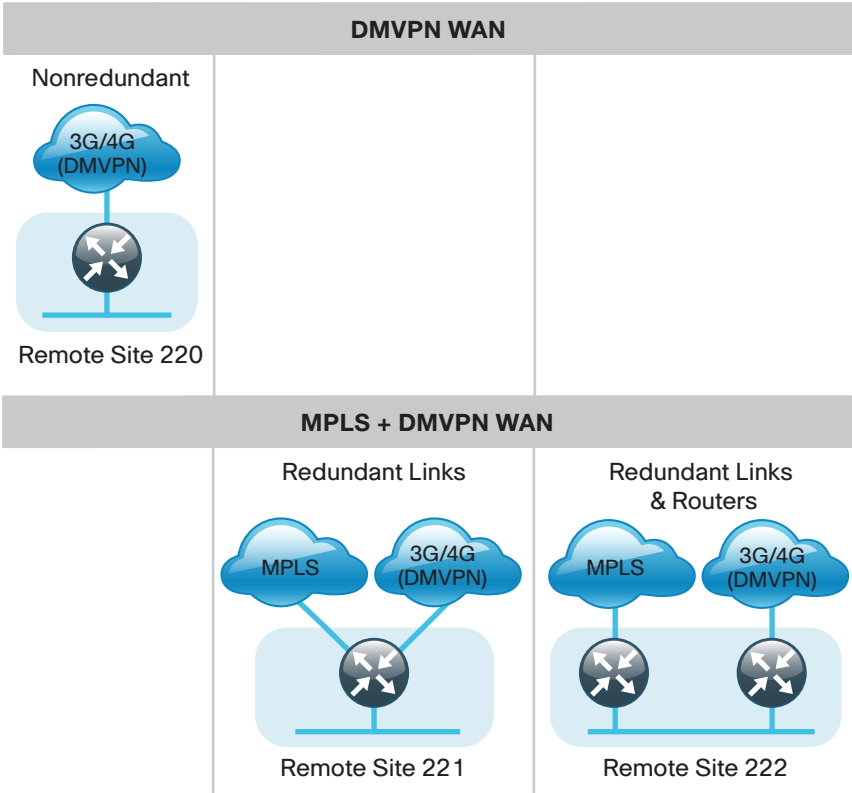 DMVPN WAN
Nonredundant
3G/4G
(DMVPN)
Remote Site 220
MPLS + DMVPN WAN
Redundant Links
MPLS
3G/4G
(DMVPN)
Remote Site 221
Redundant Links
& Routers
MPLS
3G/4G
(DMVPN)
Remote Site 222